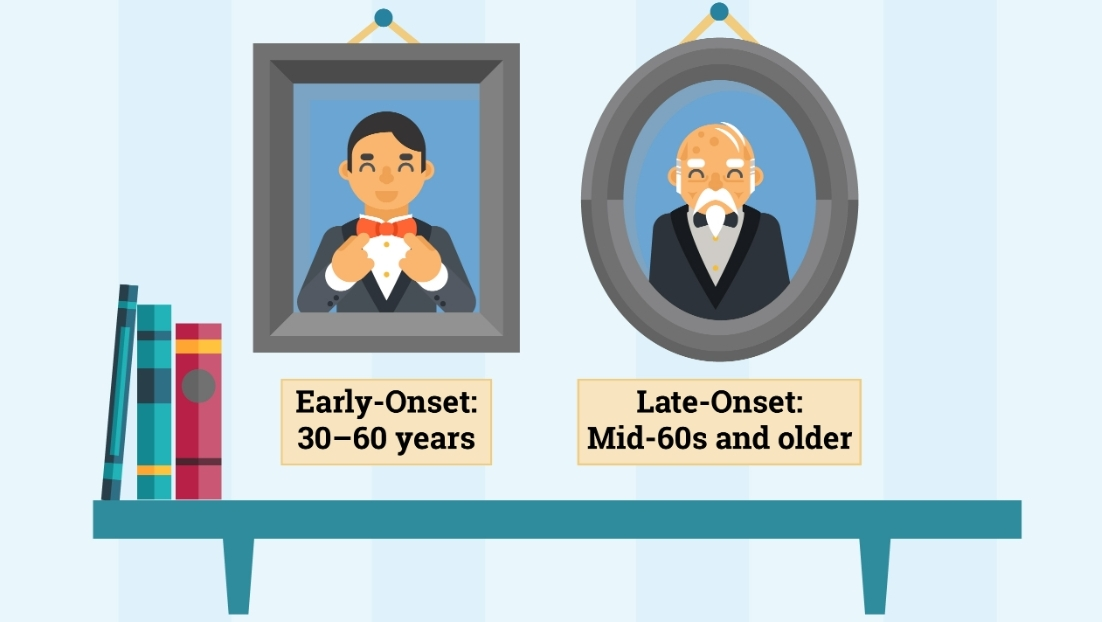 Early-Onset:
30–60 years
Late-Onset:
Mid-60s and older